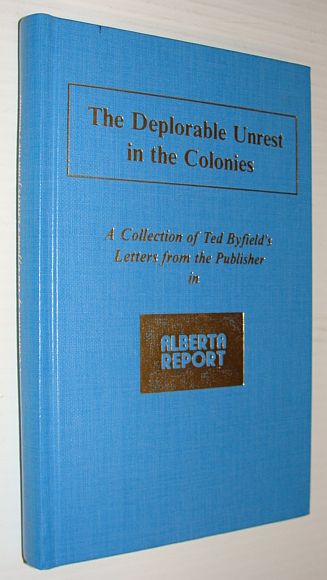 The Deplorable Unrest
in the Colonies
A Collection of Ted Byfield's
Letters from the Publisher
in
ALBERTA
REPORT